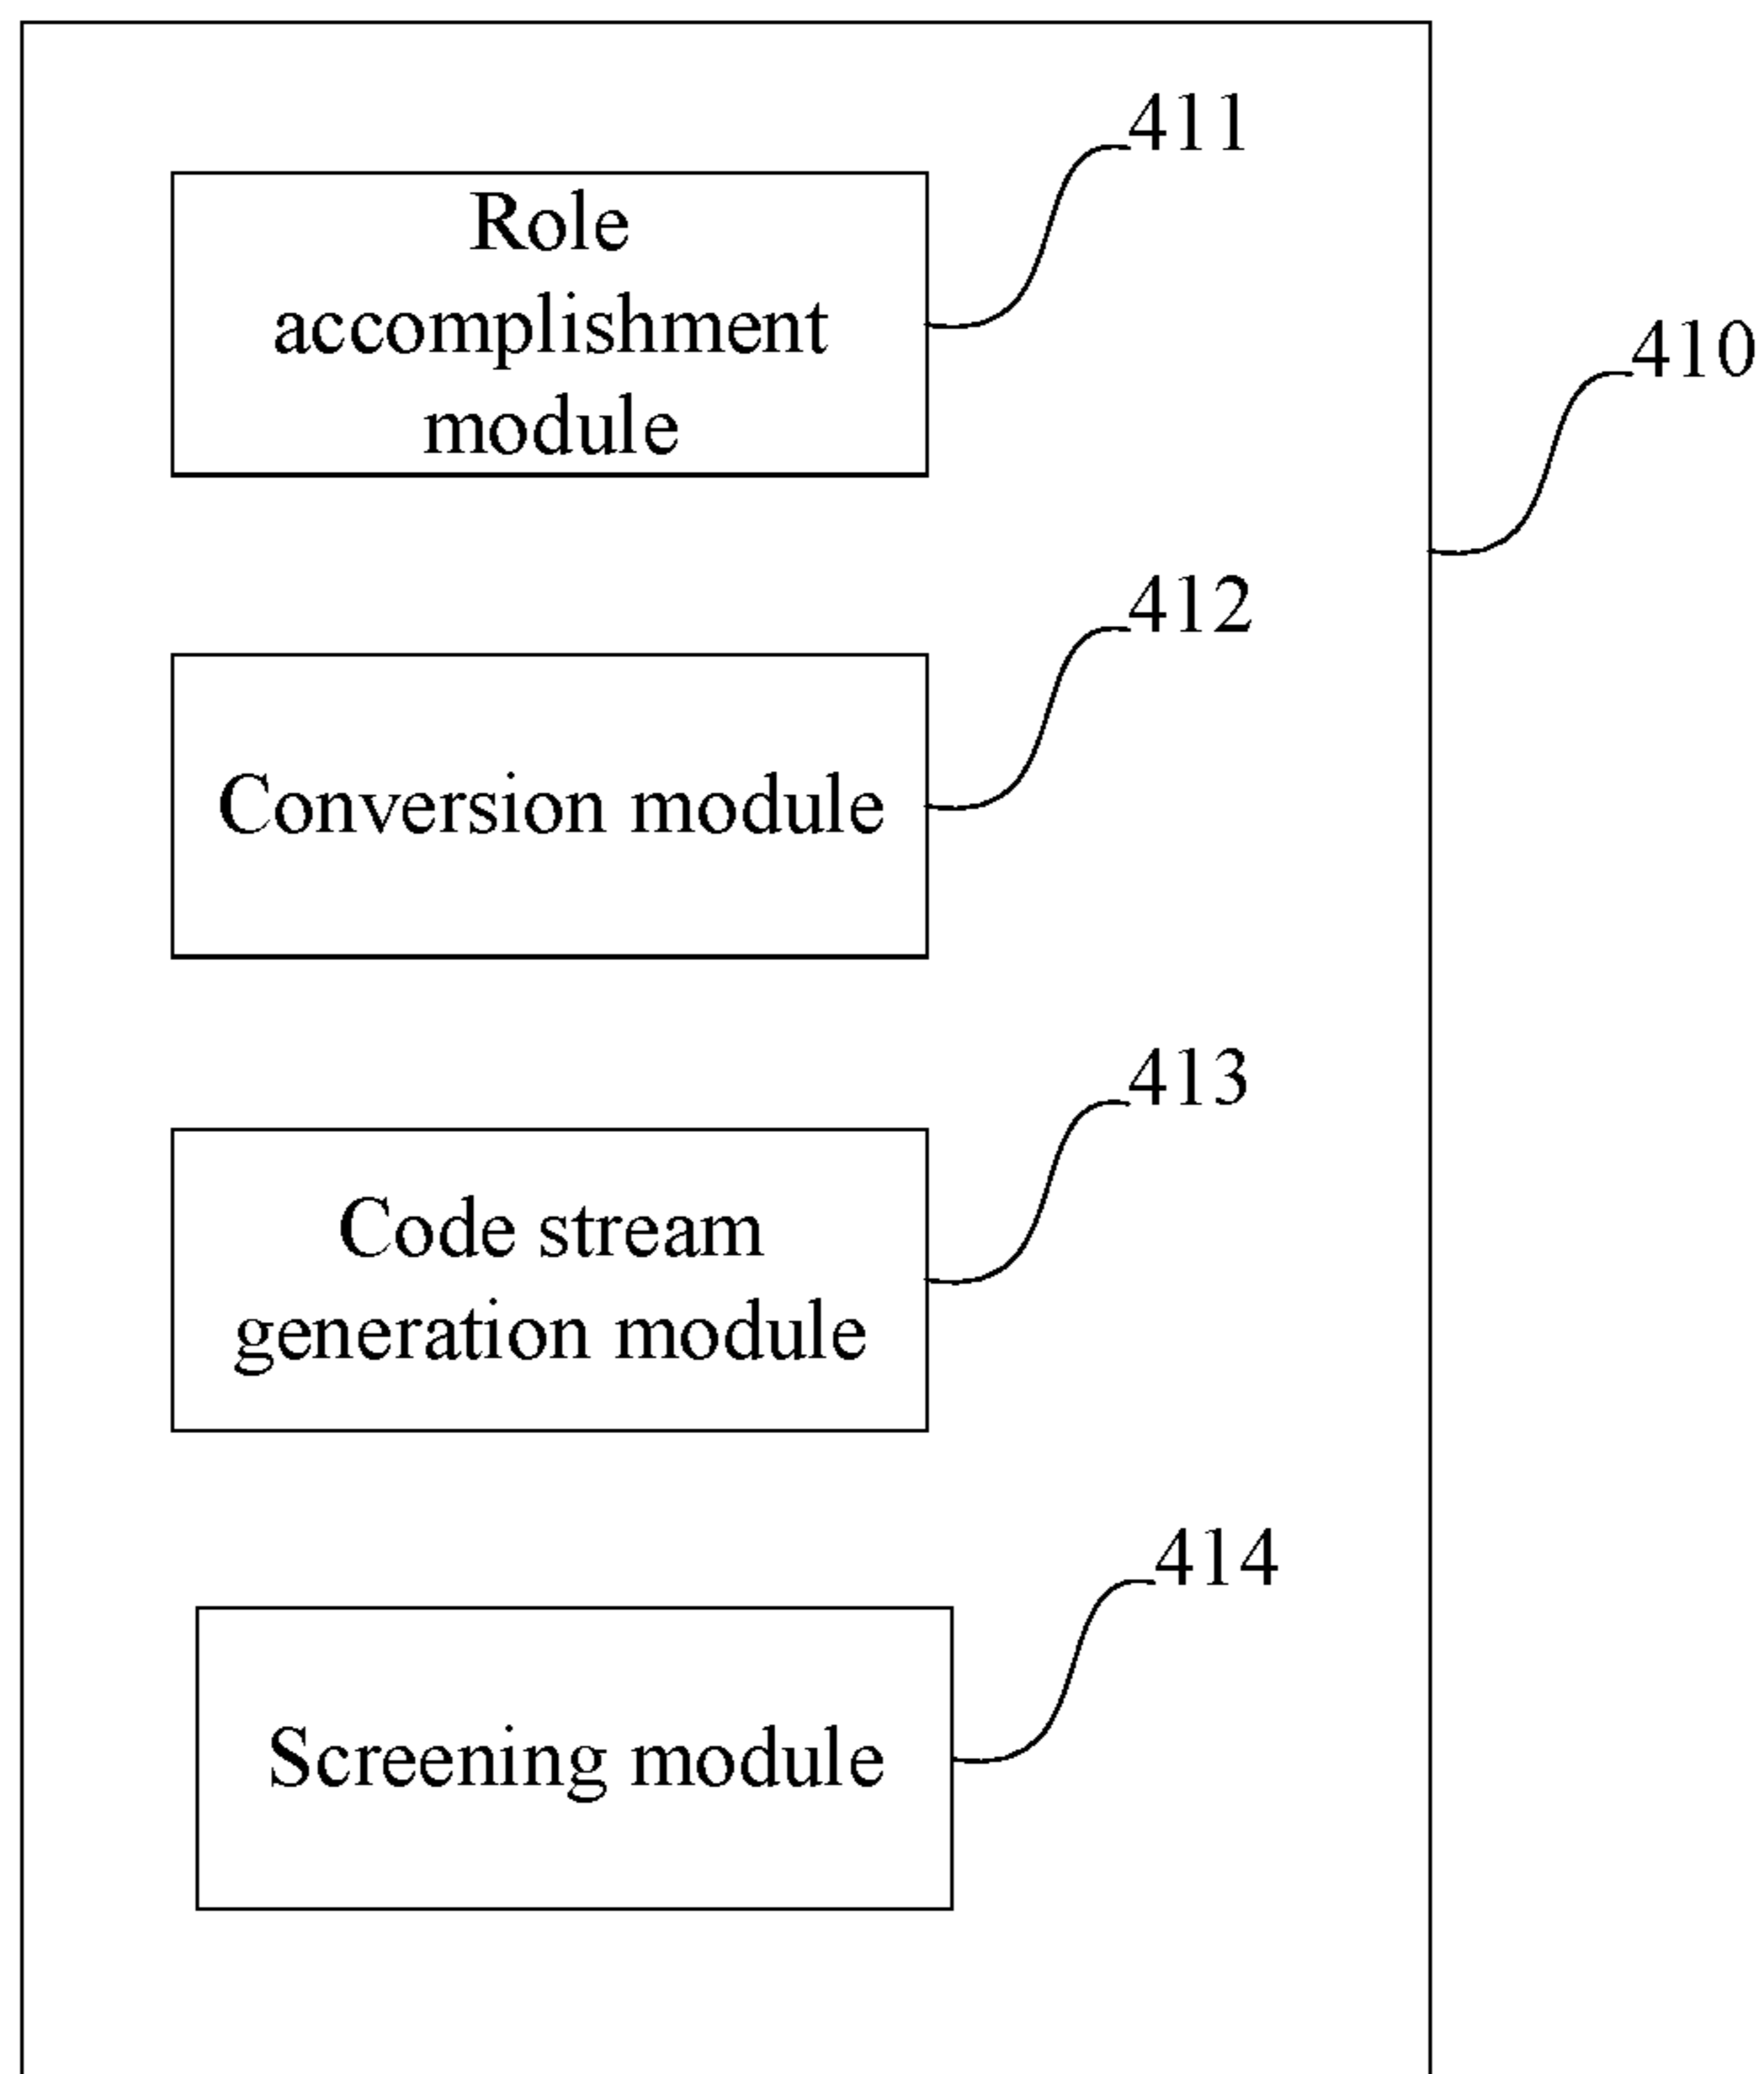 411
Role
accomplishment
module
410
412
Conversion module
413
Code stream
generation module
414
Screening module